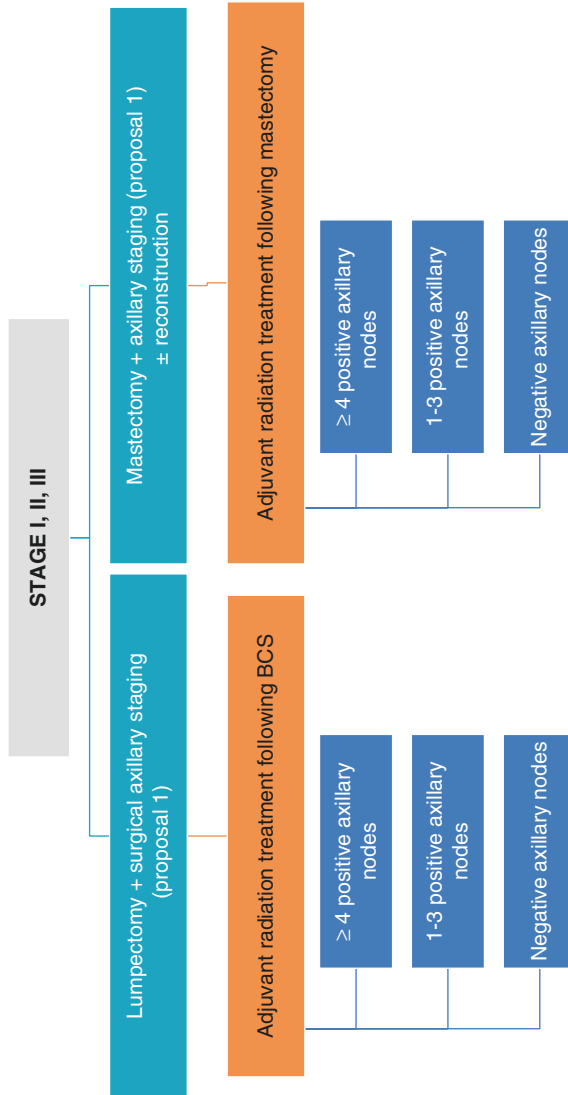 STAGE I, II, III
Lumpectomy + surgical axillary staging
(proposal 1)
Mastectomy + axillary staging (proposal 1)
± reconstruction
Adjuvant radiation treatment following BCS
Adjuvant radiation treatment following mastectomy
≥ 4 positive axillary
nodes
1-3 positive axillary
nodes
Negative axillary nodes
≥ 4 positive axillary
nodes
1-3 positive axillary
nodes
Negative axillary nodes